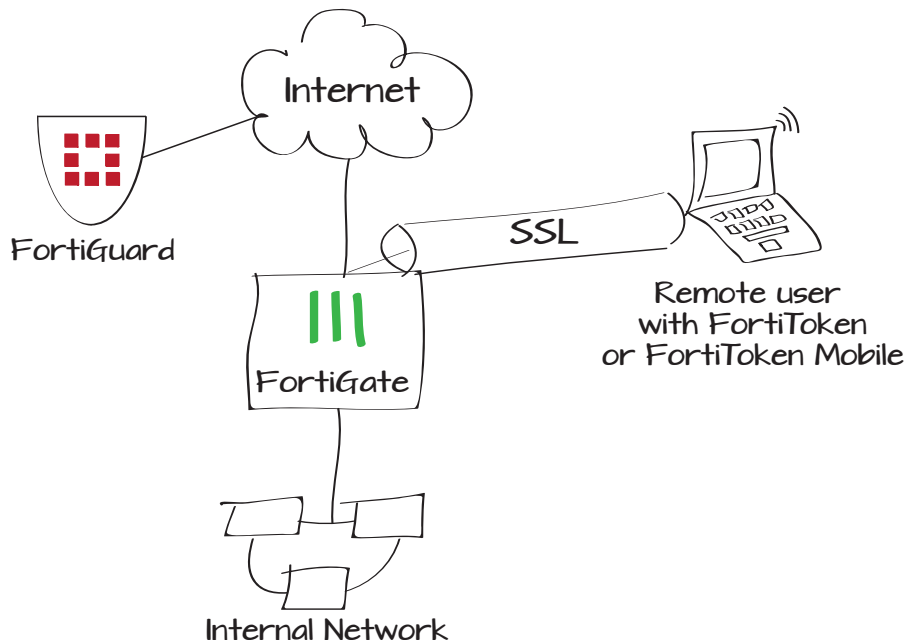 Internet
FortiGuard
SSL
Remote user
with FortiToken
or FortiToken Mobile
FortiGate
Internal Network